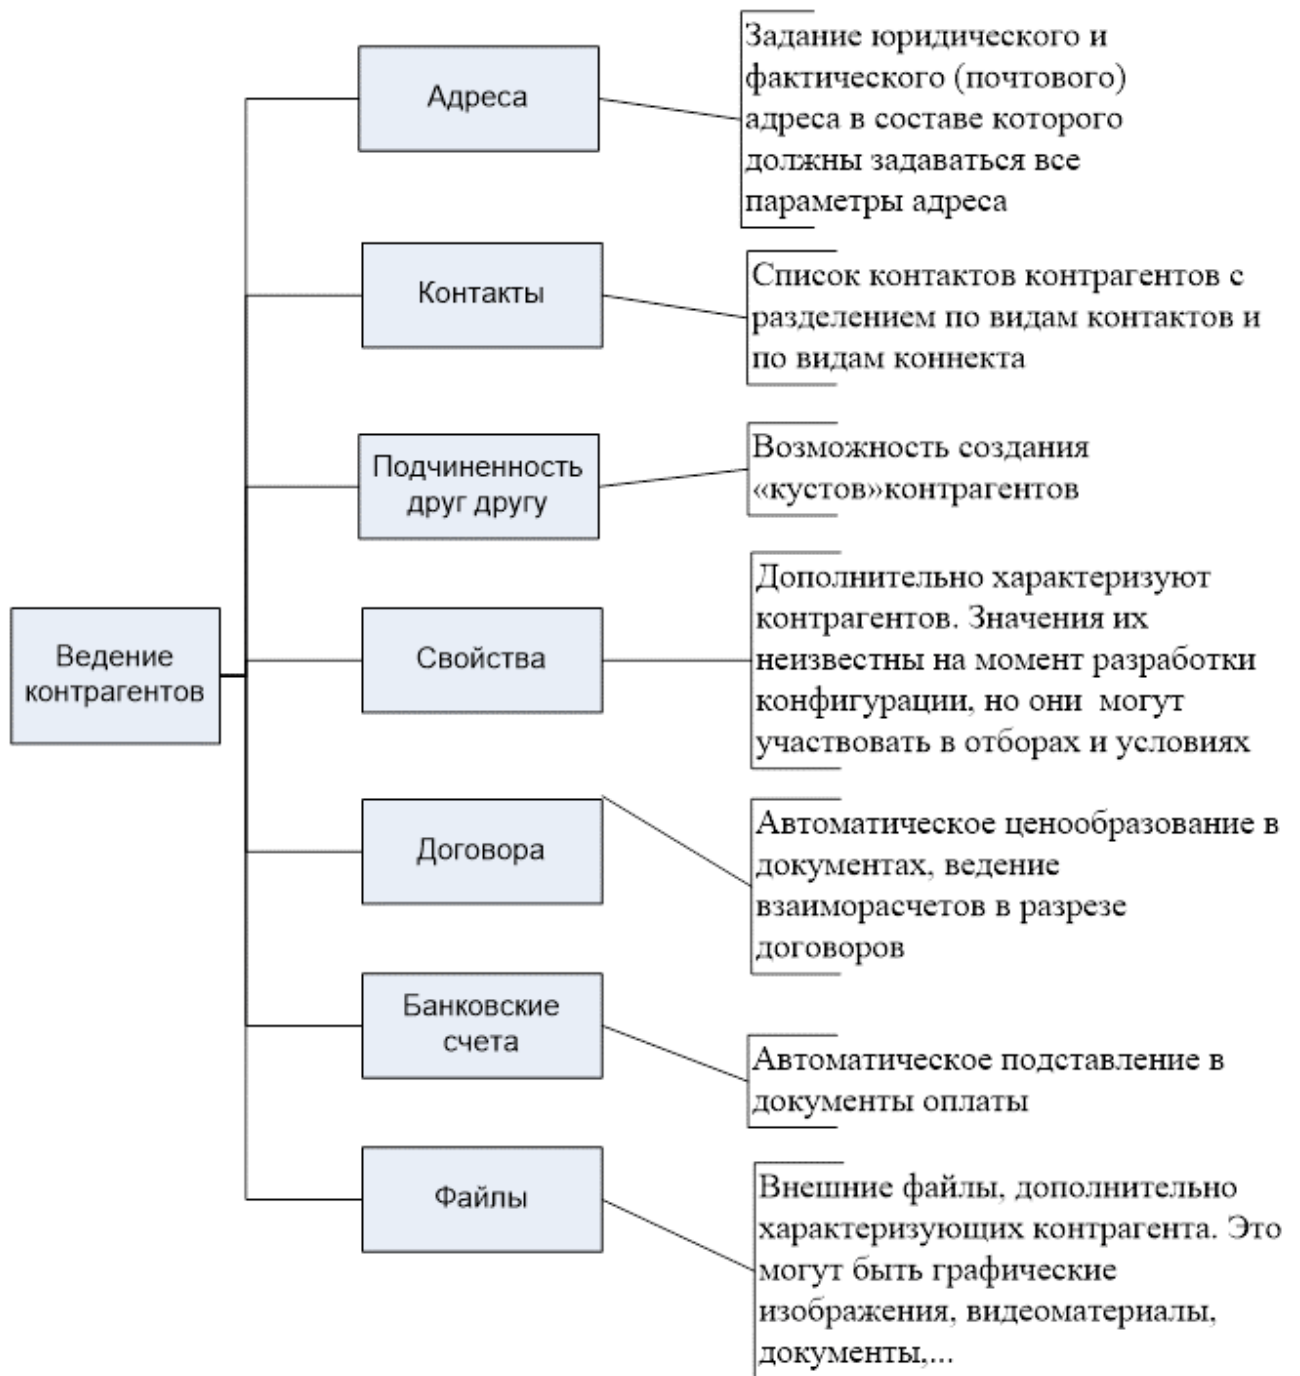 Адреса
Задание юридического и
фактического (почтового)
адреса в составе которого
должны задаваться все
параметры адреса
Контакты
Список контактов контрагентов с
разделением по видам контактов и
по видам коннекта
Подчиненность
друг другу
Возможность создания
«кустов»контрагентов
Ведение
контрагентов
Свойства
Дополнительно характеризуют
контрагентов. Значения их
неизвестны на момент разработки
конфигурации, но они могут
участвовать в отборах и условиях
Договора
Автоматическое ценообразование в
документах, ведение
взаиморасчетов в разрезе
договоров
Банковские
счета
Автоматическое подставление в
документы оплаты
Файлы
Внешние файлы, дополнительно
характеризующих контрагента. Это
могут быть графические
изображения, видеоматериалы,
документы,...